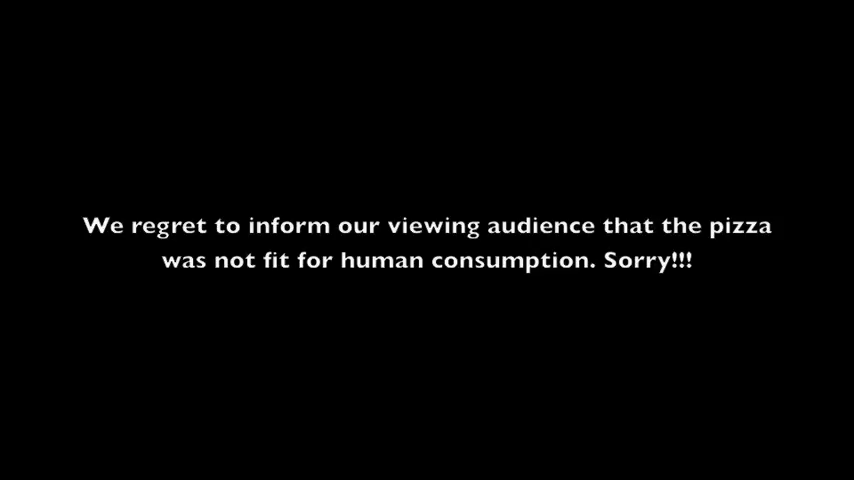 We regret to inform our viewing audience that the pizza
was not fit for human consumption. Sorry!!!